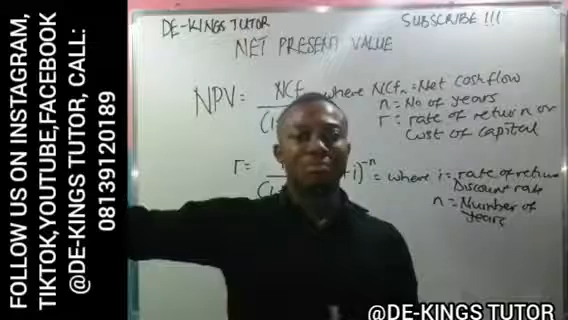 FOLLOW US ON INSTAGRAM,
TIKTOK,YOUTUBE,FACEBOOK
@DE-KINGS TUTOR, CALL:
08139120189
DE-KINGS TUTOR
SUBSCRIBE !!!
NET PRESENT VALUE
NPV = NCf where NCfn = Net cashflow
n = No of years
r = rate of return or
Cost of Capital
r = i)^-n = where i = rate of return
Discount rate
n = Number of
years
@DE-KINGS TUTOR